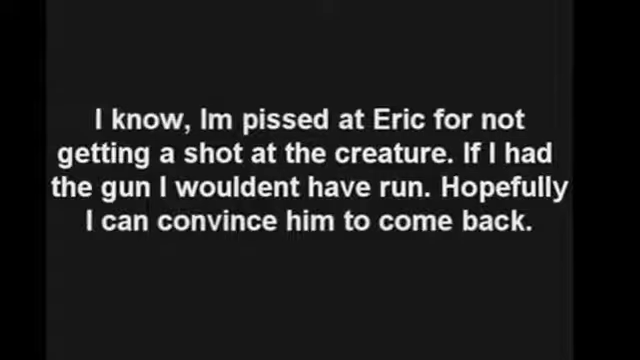 I know, Im pissed at Eric for not
getting a shot at the creature. If I had
the gun I wouldent have run. Hopefully
I can convince him to come back.